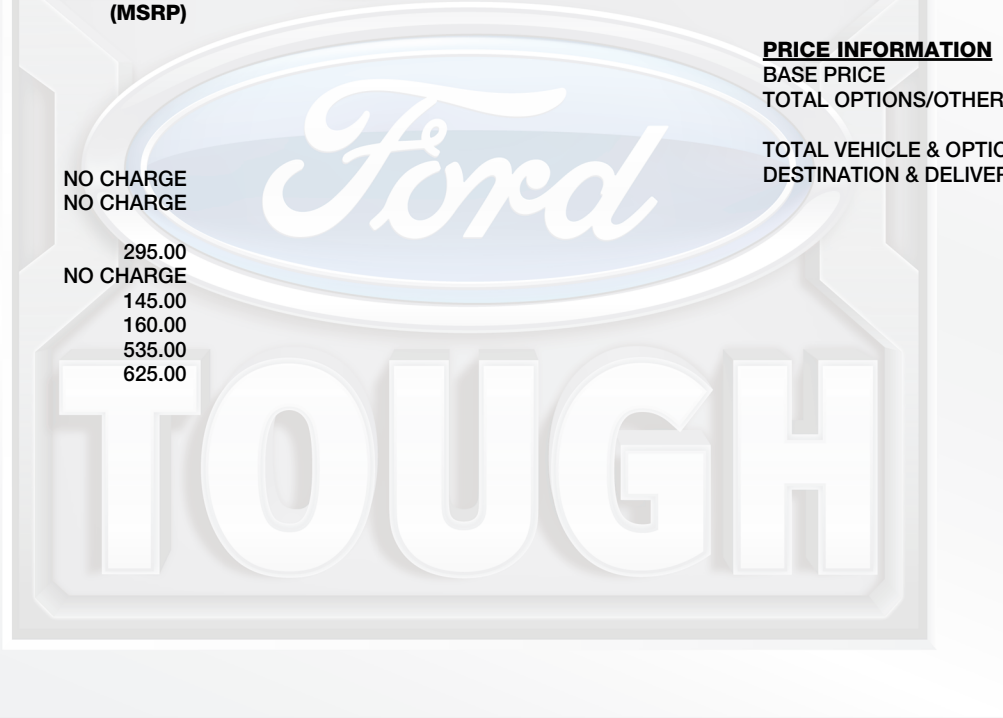 (MSRP)
PRICE INFORMATION
BASE PRICE
TOTAL OPTIONS/OTHER
TOTAL VEHICLE & OPTIO
DESTINATION & DELIVER
NO CHARGE
NO CHARGE
295.00
NO CHARGE
145.00
160.00
535.00
625.00
Ford
TOUGH